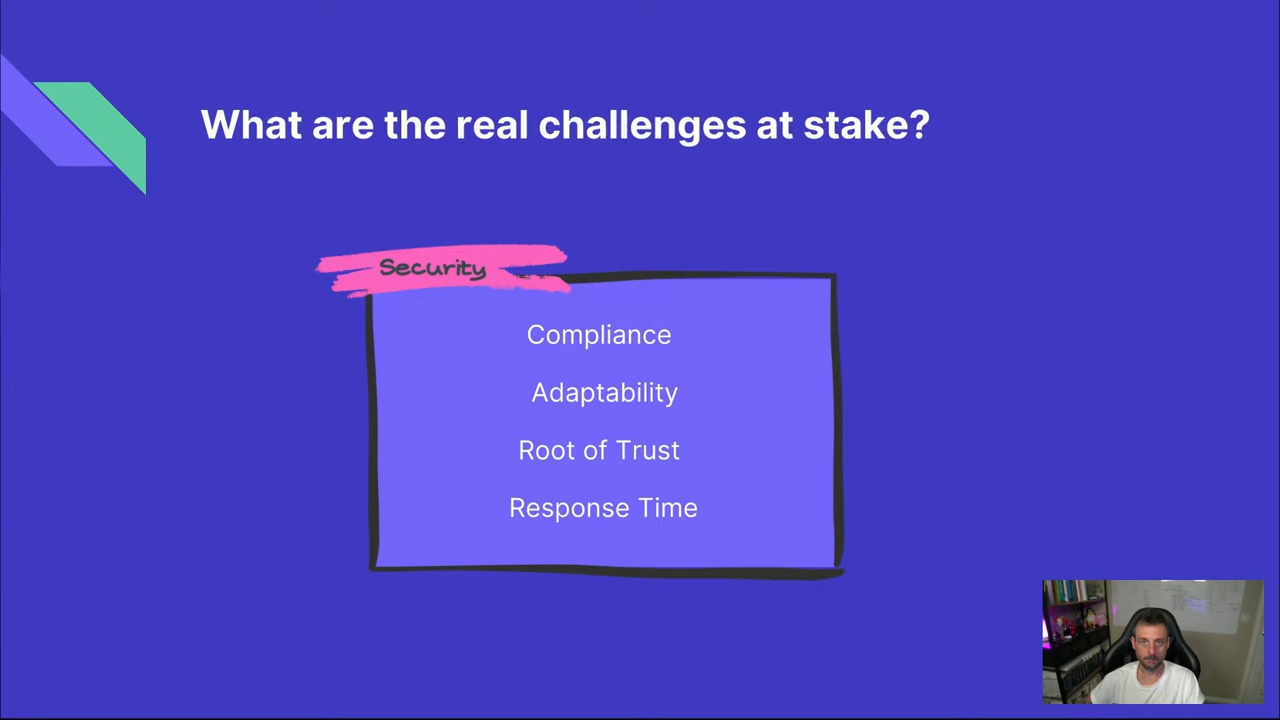 What are the real challenges at stake?
Security
Compliance
Adaptability
Root of Trust
Response Time